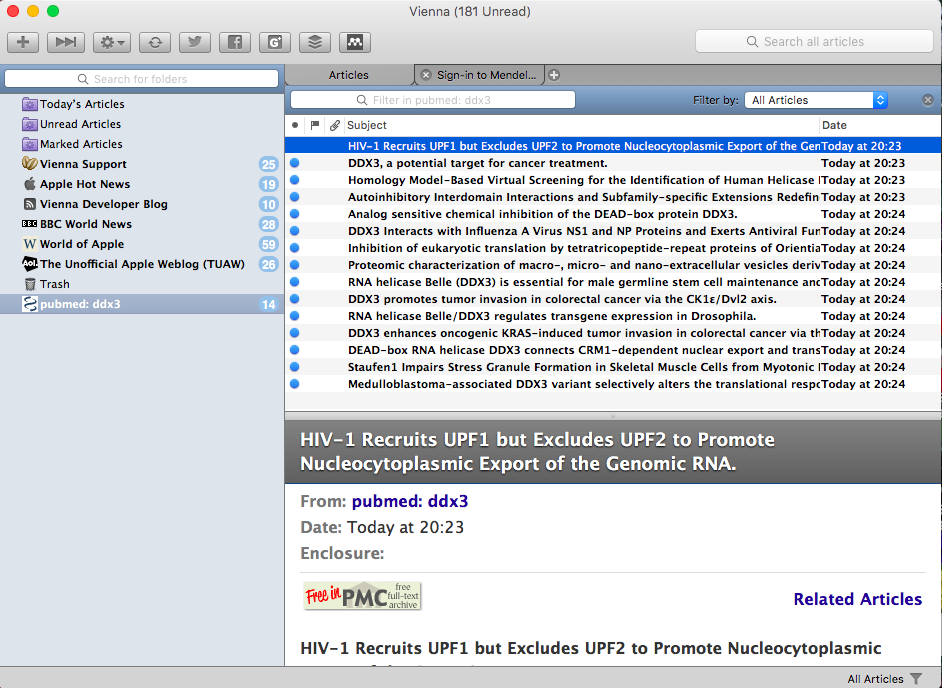 Vienna (181 Unread)
Search all articles
Search for folders
Today's Articles
Unread Articles
Marked Articles
Vienna Support 25
Apple Hot News 19
Vienna Developer Blog 10
BBC BBC World News 28
W World of Apple 59
Aol. The Unofficial Apple Weblog (TUAW) 26
Trash
pubmed: ddx3 14
Articles
Sign-in to Mendel...
Filter in pubmed: ddx3
Filter by: All Articles
Subject Date
HIV-1 Recruits UPF1 but Excludes UPF2 to Promote Nucleocytoplasmic Export of the Gen Today at 20:23
DDX3, a potential target for cancer treatment. Today at 20:23
Homology Model-Based Virtual Screening for the Identification of Human Helicase Today at 20:23
Autoinhibitory Interdomain Interactions and Subfamily-specific Extensions Redefin Today at 20:23
Analog sensitive chemical inhibition of the DEAD-box protein DDX3. Today at 20:24
DDX3 Interacts with Influenza A Virus NS1 and NP Proteins and Exerts Antiviral Fun Today at 20:24
Inhibition of eukaryotic translation by tetratricopeptide-repeat proteins of Orientia Today at 20:24
Proteomic characterization of macro-, micro- and nano-extracellular vesicles deriv Today at 20:24
RNA helicase Belle (DDX3) is essential for male germline stem cell maintenance and Today at 20:24
DDX3 promotes tumor invasion in colorectal cancer via the CK1ε/Dvl2 axis. Today at 20:24
RNA helicase Belle/DDX3 regulates transgene expression in Drosophila. Today at 20:24
DDX3 enhances oncogenic KRAS-induced tumor invasion in colorectal cancer via th Today at 20:24
DEAD-box RNA helicase DDX3 connects CRM1-dependent nuclear export and trans Today at 20:24
Staufen1 Impairs Stress Granule Formation in Skeletal Muscle Cells from Myotonic Today at 20:24
Medulloblastoma-associated DDX3 variant selectively alters the translational respo Today at 20:24
HIV-1 Recruits UPF1 but Excludes UPF2 to Promote
Nucleocytoplasmic Export of the Genomic RNA.
From: pubmed: ddx3
Date: Today at 20:23
Enclosure:
Free in PMC free full-text archive
Related Articles
HIV-1 Recruits UPF1 but Excludes UPF2 to Promote Nucleocytoplasmic
All Articles